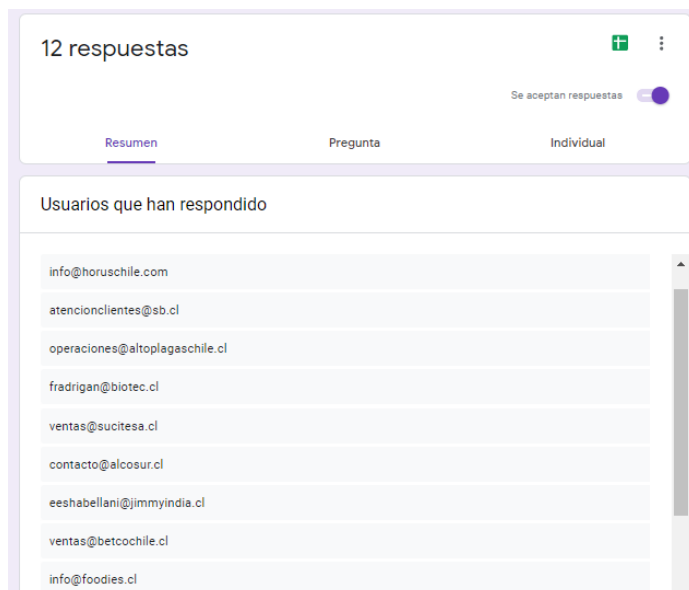 12 respuestas
Se aceptan respuestas
Resumen Pregunta Individual
Usuarios que han respondido
info@horuschile.com
atencionclientes@sb.cl
operaciones@altoplagaschile.cl
fradrigan@biotec.cl
ventas@sucitesa.cl
contacto@alcosur.cl
eeshabellani@jimmyindia.cl
ventas@betcochile.cl
info@foodies.cl